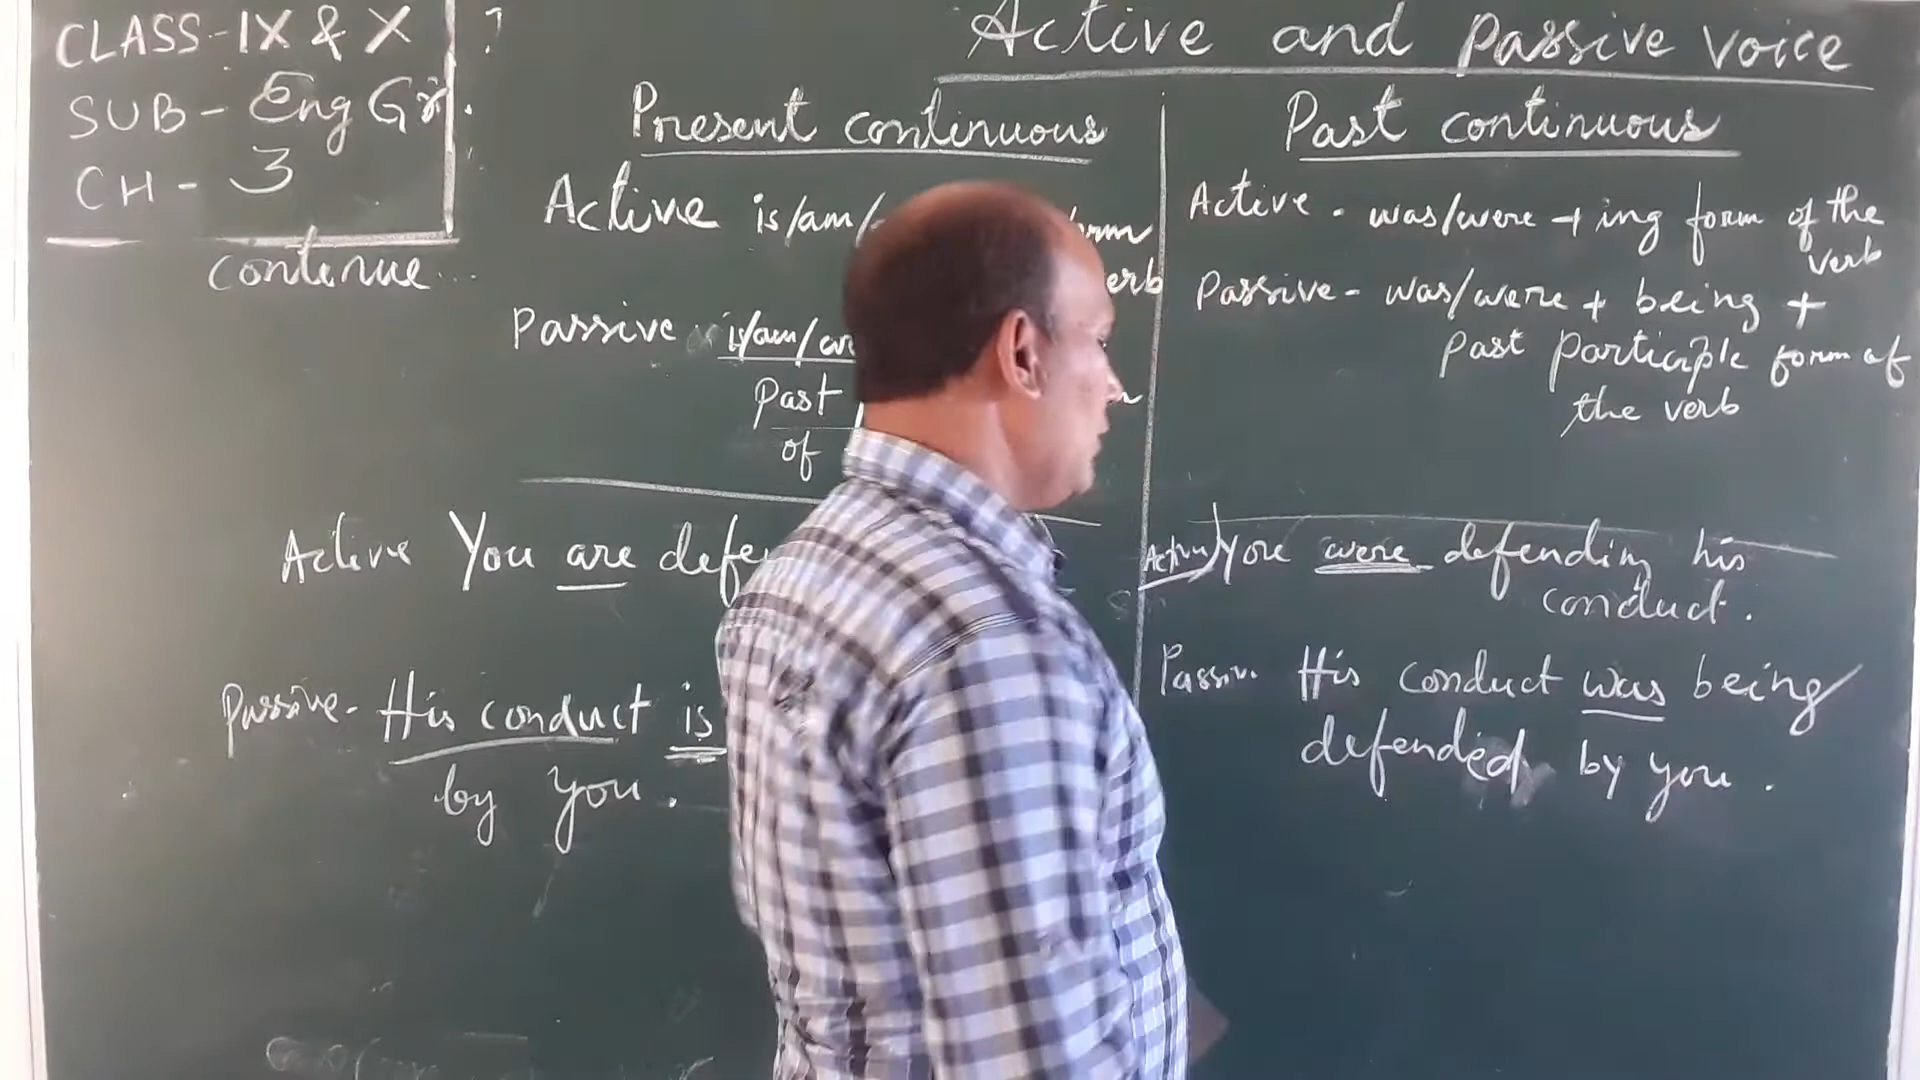 CLASS-IX & X
SUB- Eng Gr.
CH- 3
continue...
Active and Passive Voice
Present continuous
Active is/am/
Passive is/am/are
Past
of
Active You are
Passive- His conduct is
by you.
Past continuous
Active - was/were + ing form of the
verb
Passive - was/were + being +
Past participle form of
the verb
Active You were defending his
conduct.
Passive His conduct was being
defended by you.